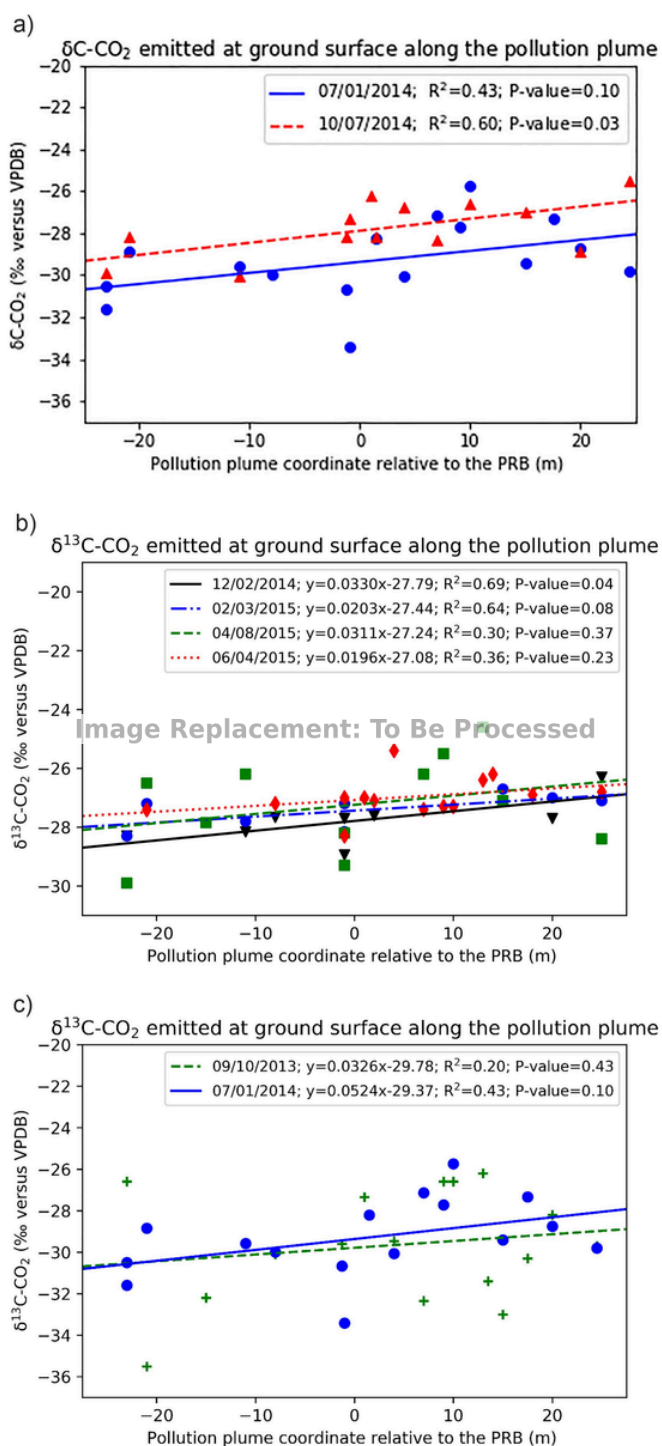 a)
δC-CO₂ emitted at ground surface along the pollution plume
07/01/2014; R²=0.43; P-value=0.10
10/07/2014; R²=0.60; P-value=0.03
δC-CO₂ (‰ versus VPDB)
−20
−22
−24
−26
−28
−30
−32
−34
−36
−20 −10 0 10 20
Pollution plume coordinate relative to the PRB (m)
b)
δ¹³C-CO₂ emitted at ground surface along the pollution plume
12/02/2014; y=0.0330x-27.79; R²=0.69; P-value=0.04
02/03/2015; y=0.0203x-27.44; R²=0.64; P-value=0.08
04/08/2015; y=0.0311x-27.24; R²=0.30; P-value=0.37
06/04/2015; y=0.0196x-27.08; R²=0.36; P-value=0.23
δ¹³C-CO₂ (‰ versus VPDB)
−20
−22
−24
Image Replacement: To Be Processed
−26
−28
−30
−20 −10 0 10 20
Pollution plume coordinate relative to the PRB (m)
c)
δ¹³C-CO₂ emitted at ground surface along the pollution plume
09/10/2013; y=0.0326x-29.78; R²=0.20; P-value=0.43
07/01/2014; y=0.0524x-29.37; R²=0.43; P-value=0.10
δ¹³C-CO₂ (‰ versus VPDB)
−20
−22
−24
−26
−28
−30
−32
−34
−36
−20 −10 0 10 20
Pollution plume coordinate relative to the PRB (m)